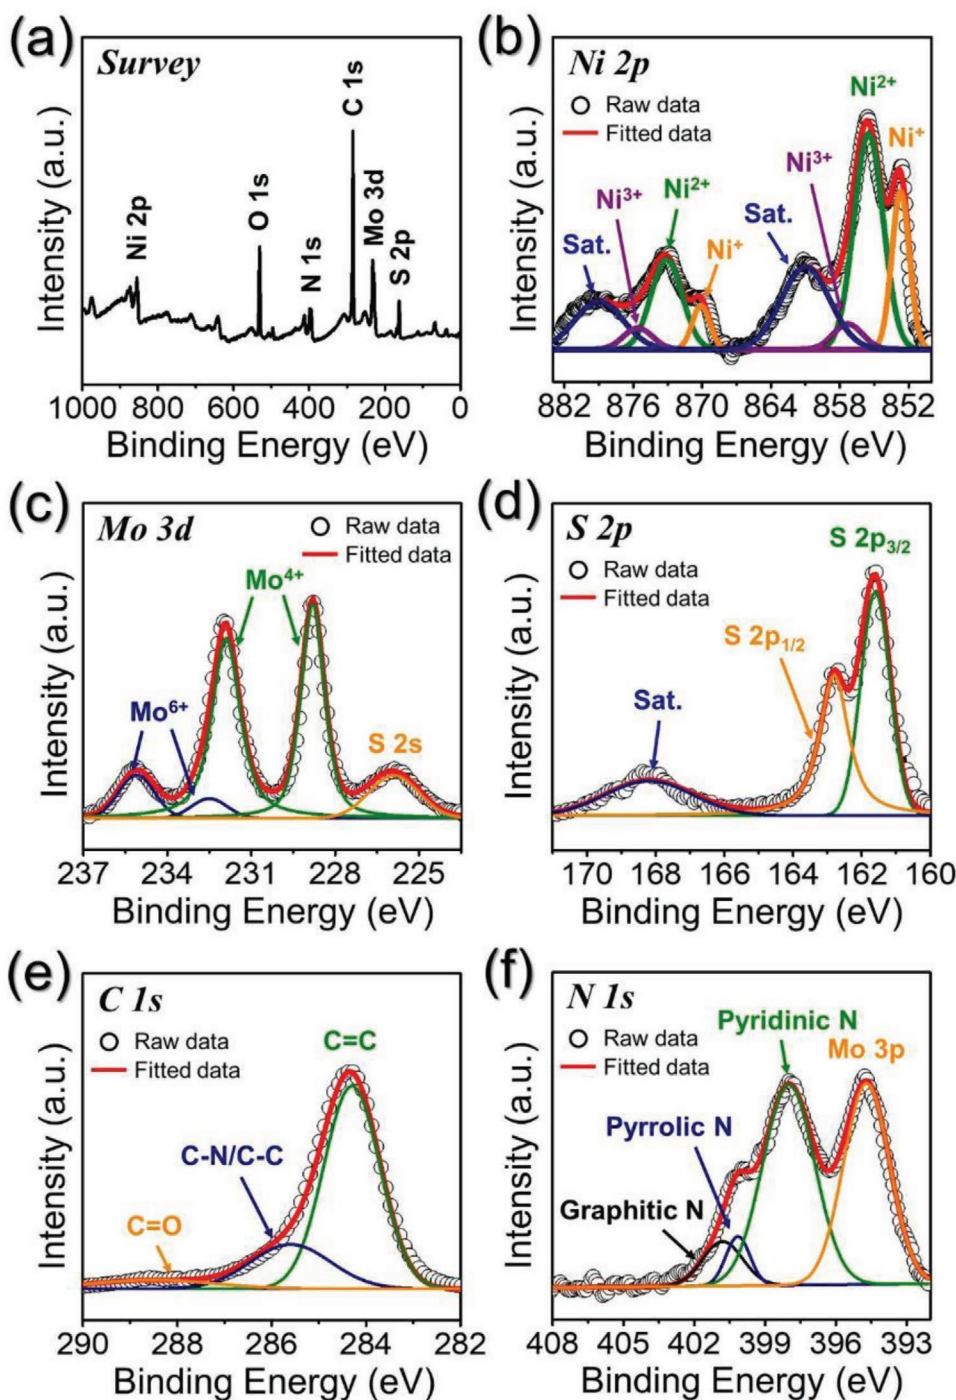 (a)
Survey
Ni 2p
O 1s
N 1s
C 1s
Mo 3d
S 2p
Intensity (a.u.)
1000 800 600 400 200 0
Binding Energy (eV)
(b)
Ni 2p
Raw data
Fitted data
Sat.
Ni³⁺
Ni²⁺
Ni⁺
Sat.
Ni³⁺
Ni²⁺
Ni⁺
Intensity (a.u.)
882 876 870 864 858 852
Binding Energy (eV)
(c)
Mo 3d
Raw data
Fitted data
Mo⁴⁺
Mo⁶⁺
S 2s
Intensity (a.u.)
237 234 231 228 225
Binding Energy (eV)
(d)
S 2p
Raw data
Fitted data
S 2p₃/₂
S 2p₁/₂
Sat.
Intensity (a.u.)
170 168 166 164 162 160
Binding Energy (eV)
(e)
C 1s
Raw data
Fitted data
C=C
C-N/C-C
C=O
Intensity (a.u.)
290 288 286 284 282
Binding Energy (eV)
(f)
N 1s
Raw data
Fitted data
Pyridinic N
Mo 3p
Pyrrolic N
Graphitic N
Intensity (a.u.)
408 405 402 399 396 393
Binding Energy (eV)